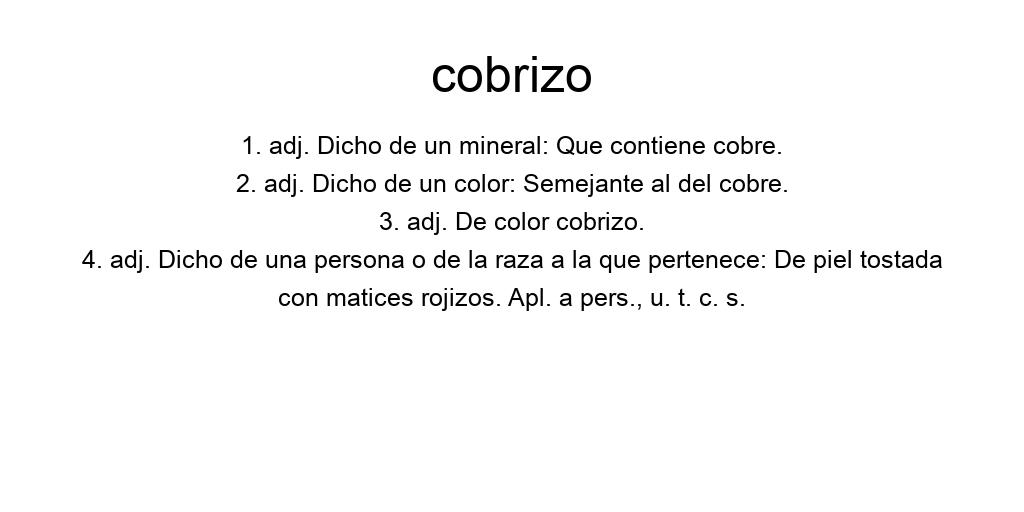 cobrizo
1. adj. Dicho de un mineral: Que contiene cobre.
2. adj. Dicho de un color: Semejante al del cobre.
3. adj. De color cobrizo.
4. adj. Dicho de una persona o de la raza a la que pertenece: De piel tostada
con matices rojizos. Apl. a pers., u. t. c. s.